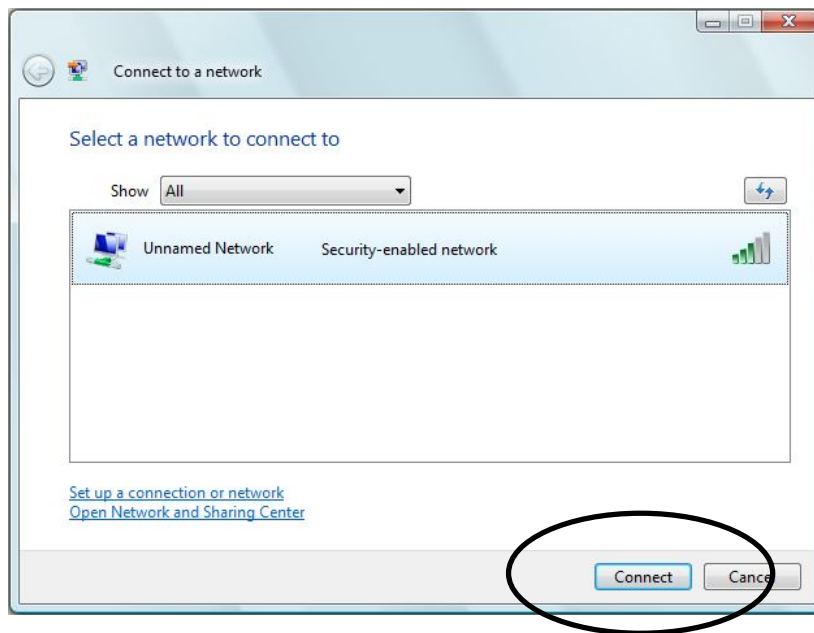 Connect to a network
Select a network to connect to
Show All
Unnamed Network Security-enabled network
Set up a connection or network
Open Network and Sharing Center
Connect Cancel